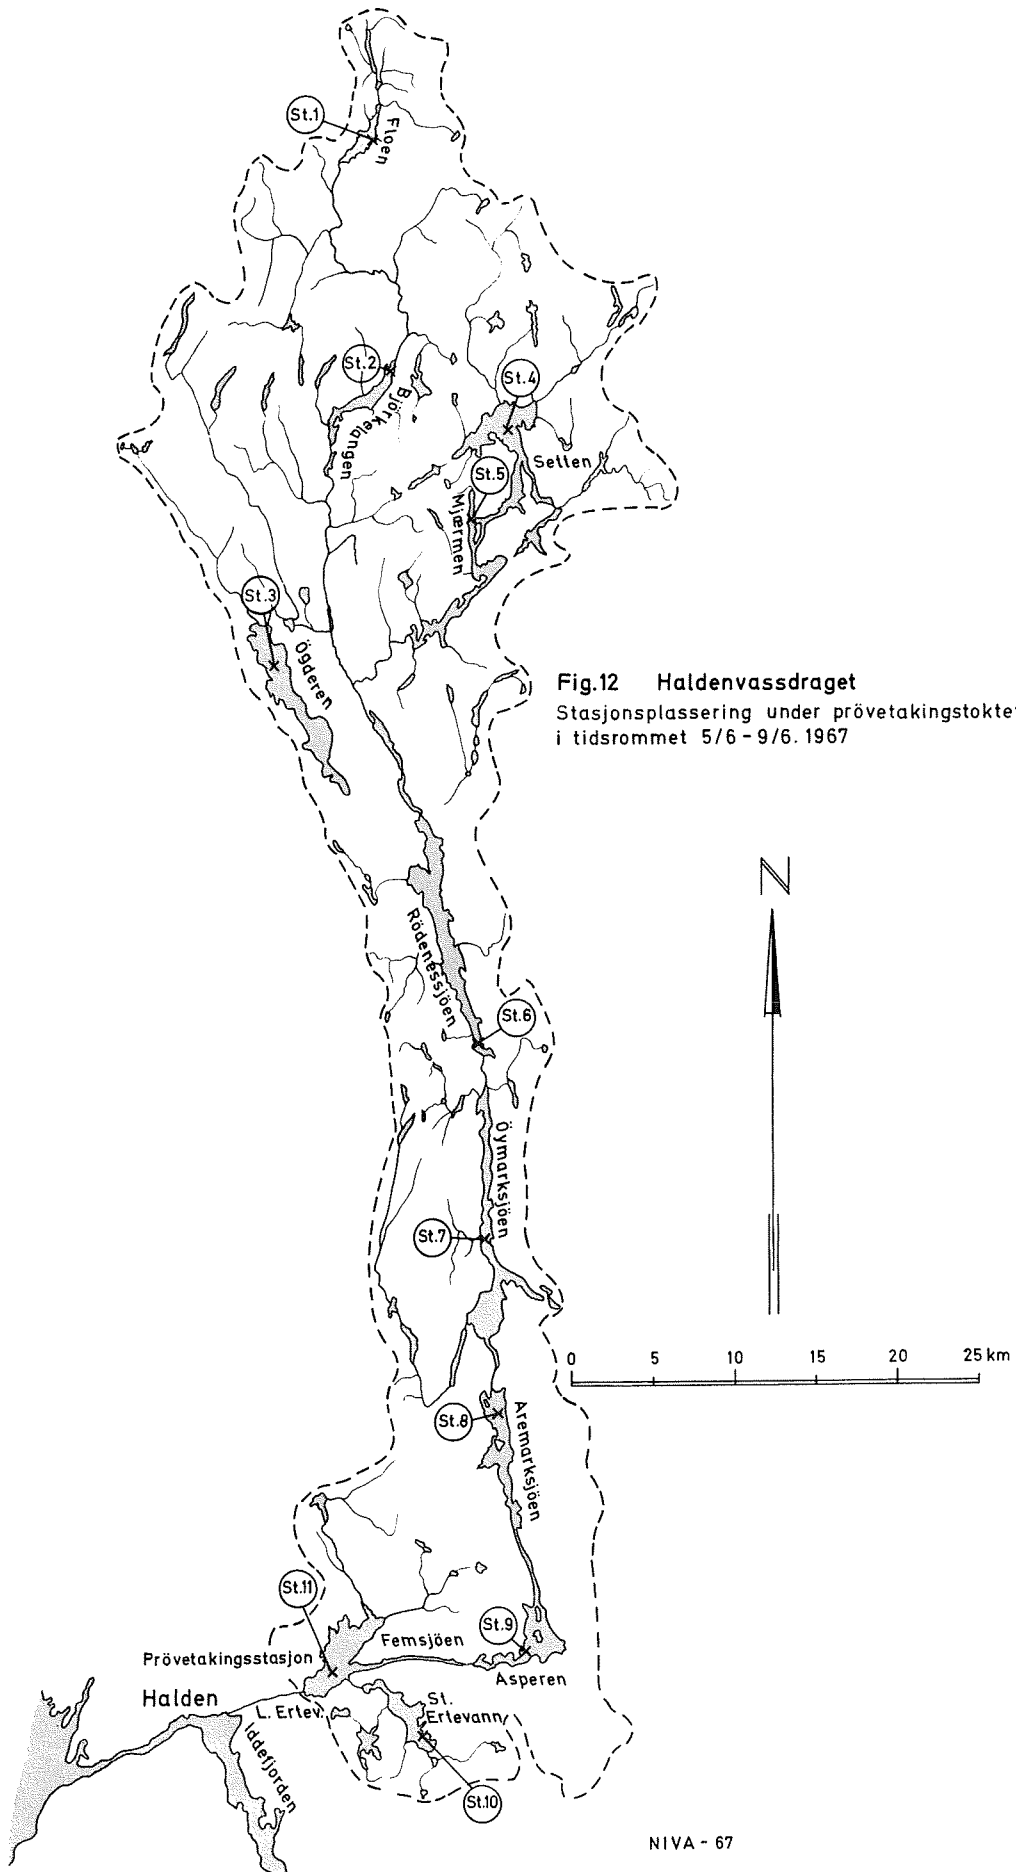 St.1
Floen
St.2
Björkelangen
St.4
Setten
St.5
Mjærmen
St.3
Ögderen
Fig.12 Haldenvassdraget
Stasjonsplassering under prövetakingstoktet
i tidsrommet 5/6 - 9/6. 1967
N
Rödenessjöen
St.6
Öymarksjöen
St.7
0 5 10 15 20 25 km
St.8
Aremarksjöen
St.11
Femsjöen
St.9
Prövetakingsstasjon
Asperen
Halden
L. Ertev.
St.
Ertevann
Iddefjorden
St.10
NIVA - 67